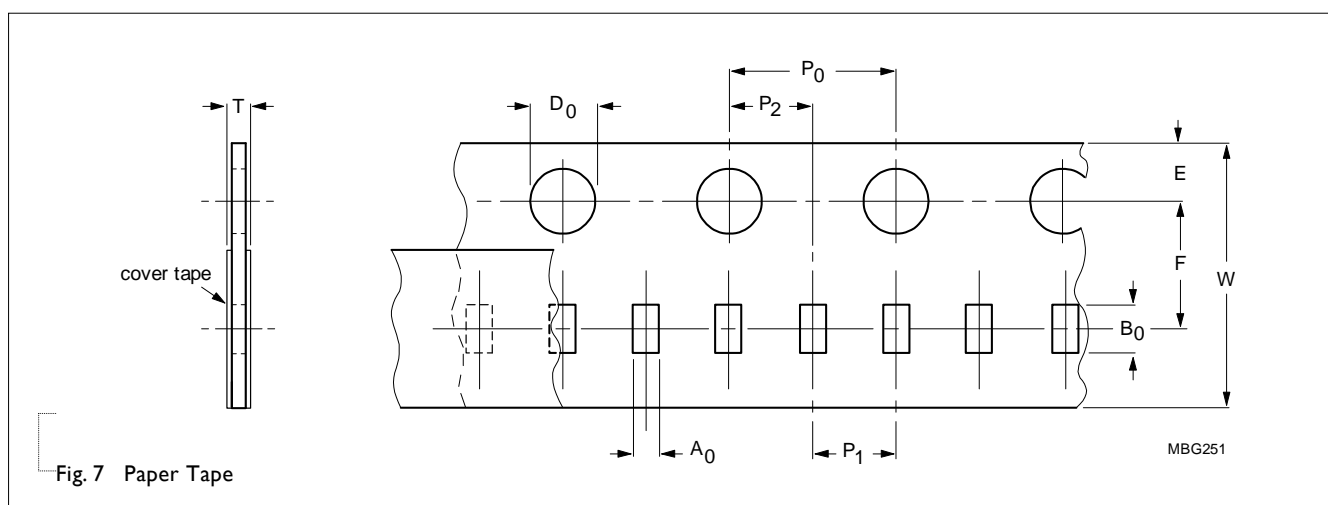 P0
T
D0
P2
E
F
W
cover tape
B0
A0
P1
MBG251
Fig. 7 Paper Tape